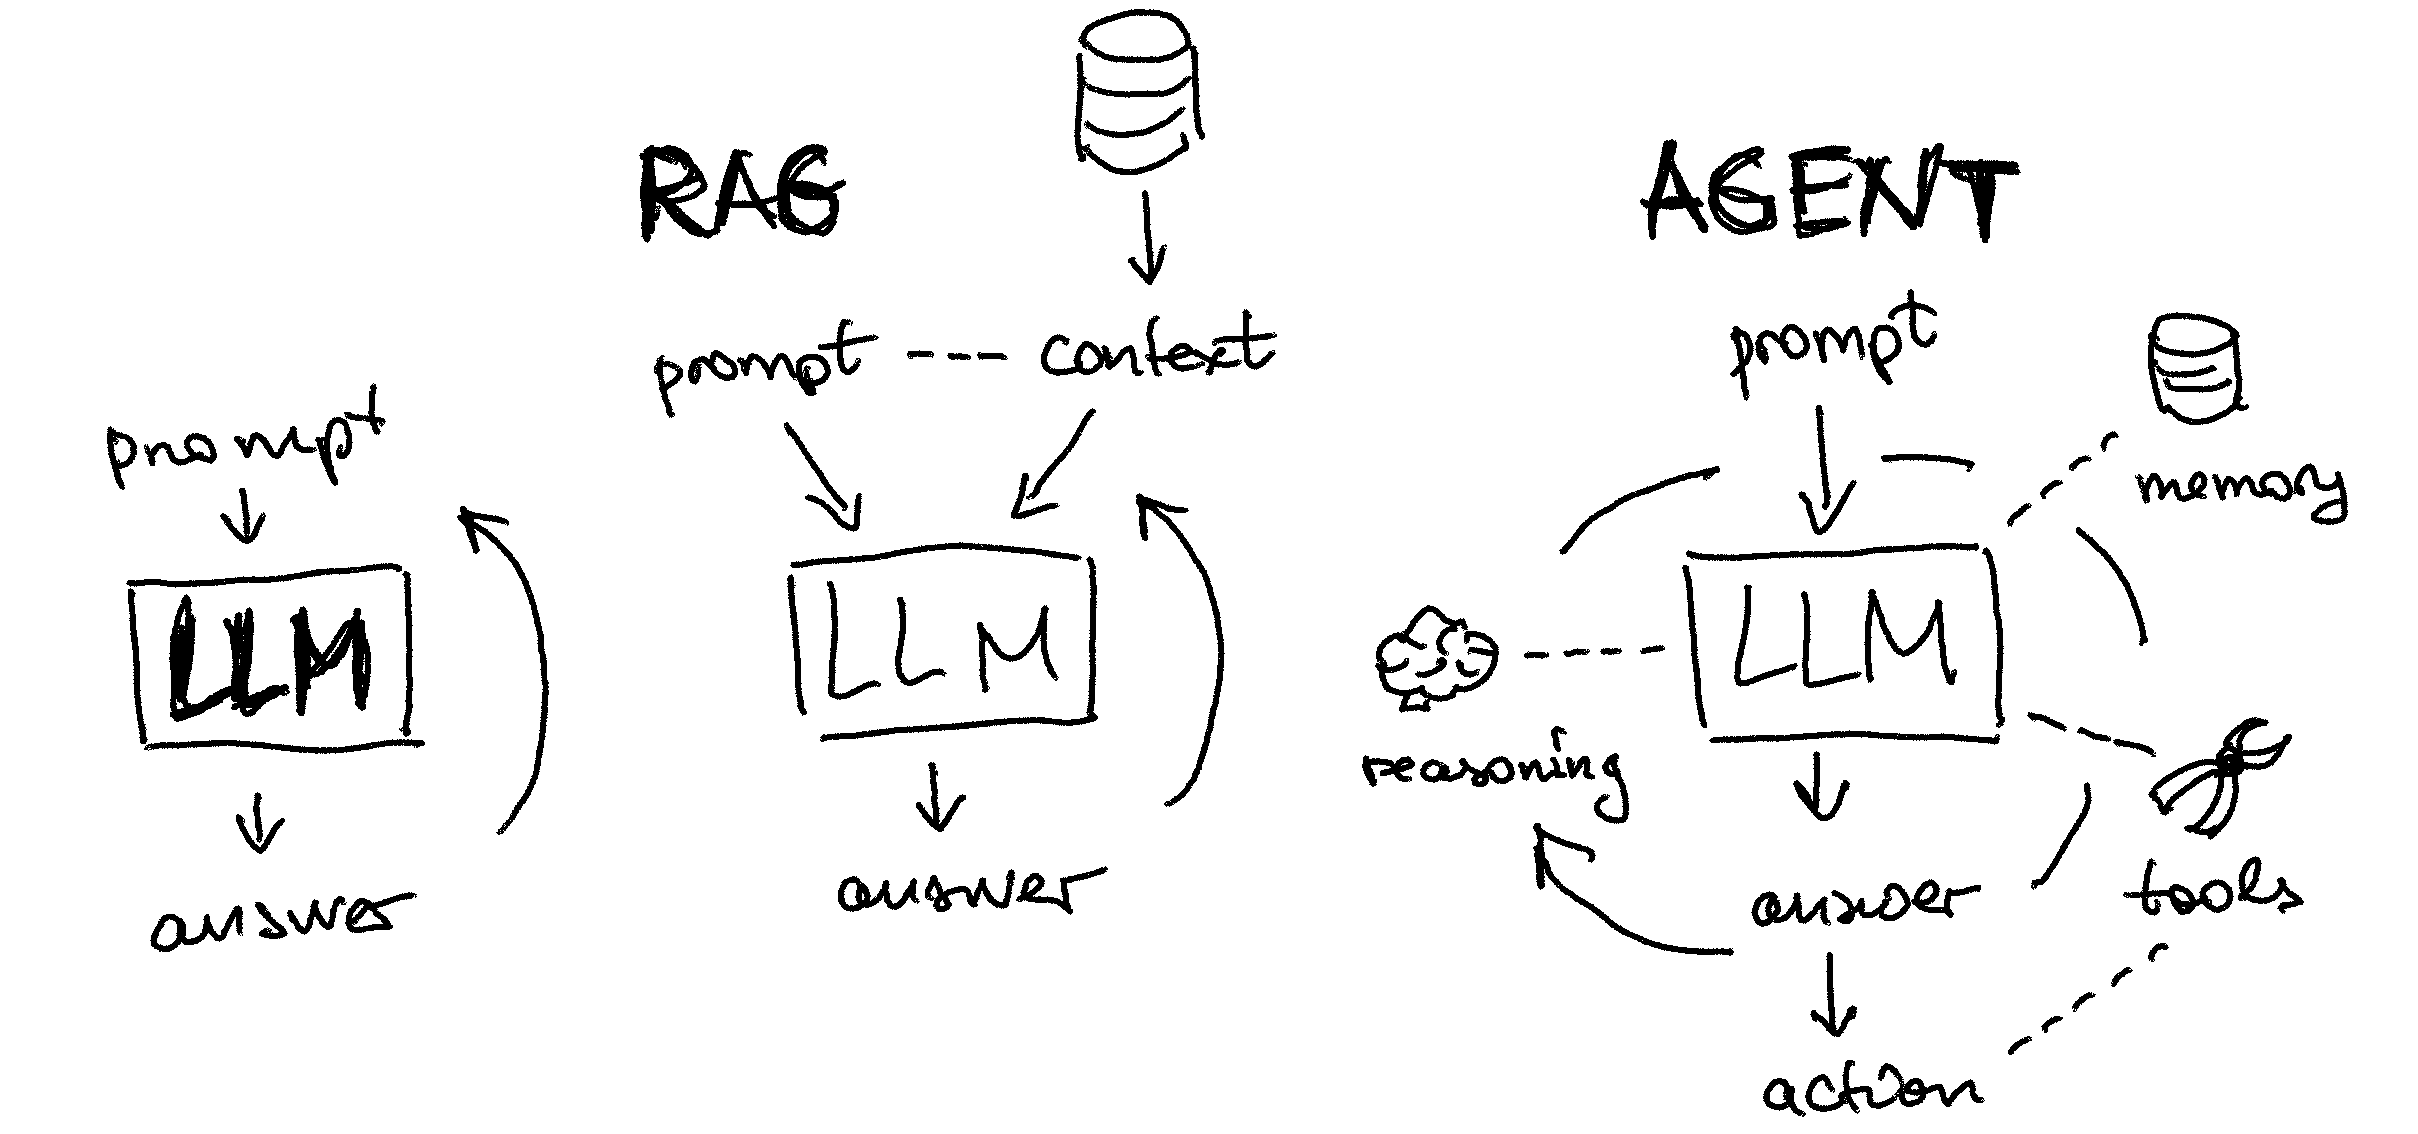 prompt
LLM
answer
RAG
prompt --- context
LLM
answer
AGENT
prompt
memory
LLM
reasoning
tools
answer
action